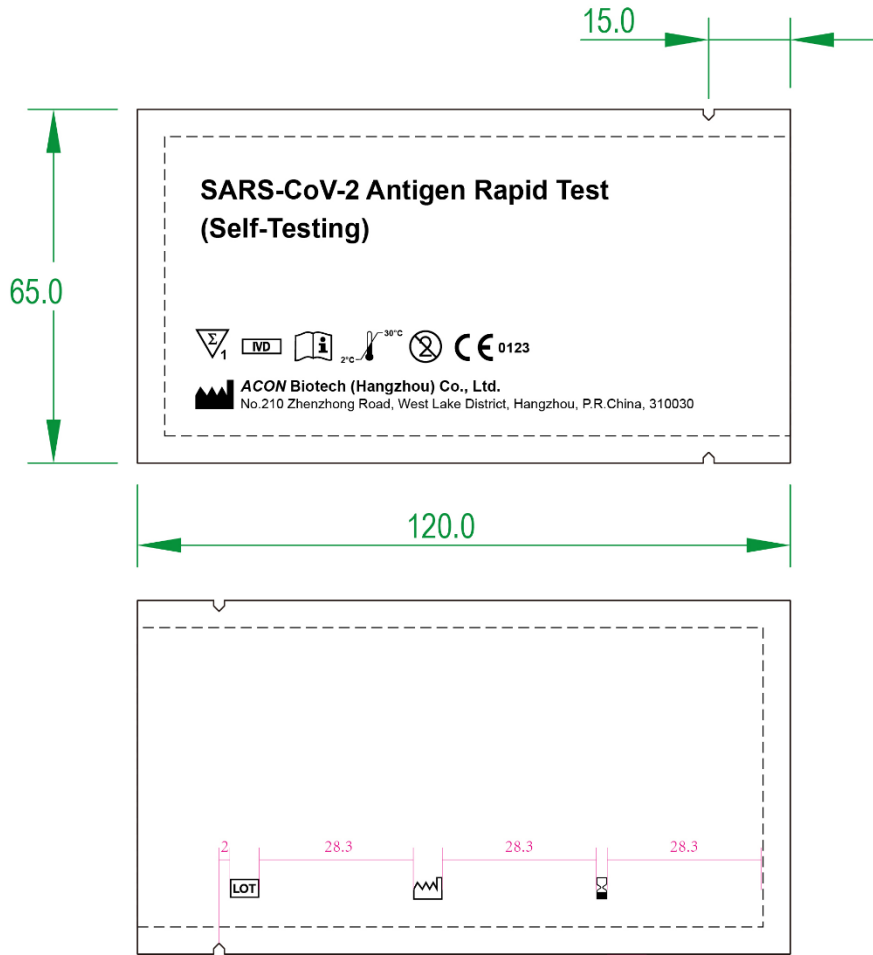 15.0
SARS-CoV-2 Antigen Rapid Test
(Self-Testing)
65.0
Σ 1 IVD i 2°C 30°C 2 CE 0123
ACON Biotech (Hangzhou) Co., Ltd.
No.210 Zhenzhong Road, West Lake District, Hangzhou, P.R.China, 310030
120.0
2 28.3 28.3 28.3
LOT